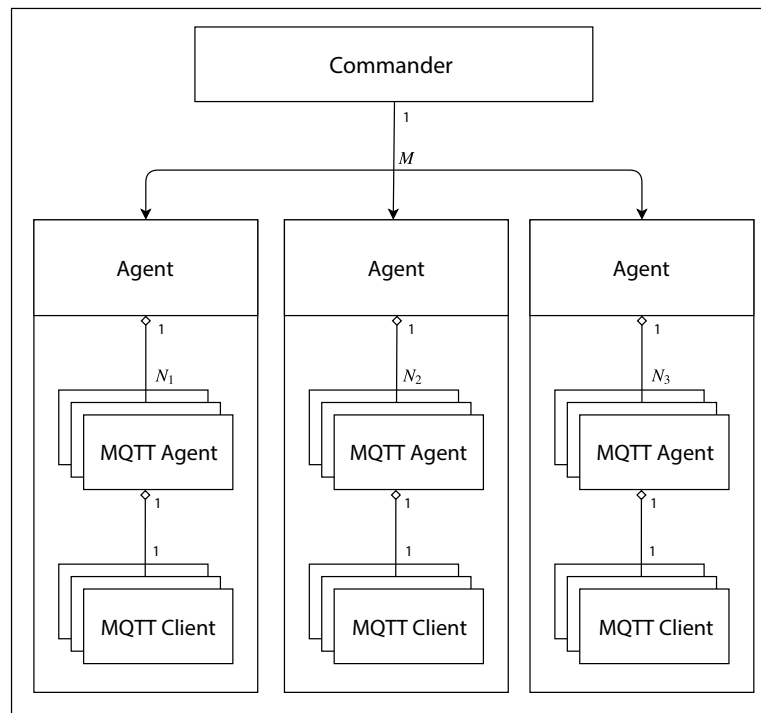 Commander
1
M
Agent Agent Agent
1 1 1
N₁ N₂ N₃
MQTT Agent MQTT Agent MQTT Agent
1 1 1
1 1 1
MQTT Client MQTT Client MQTT Client